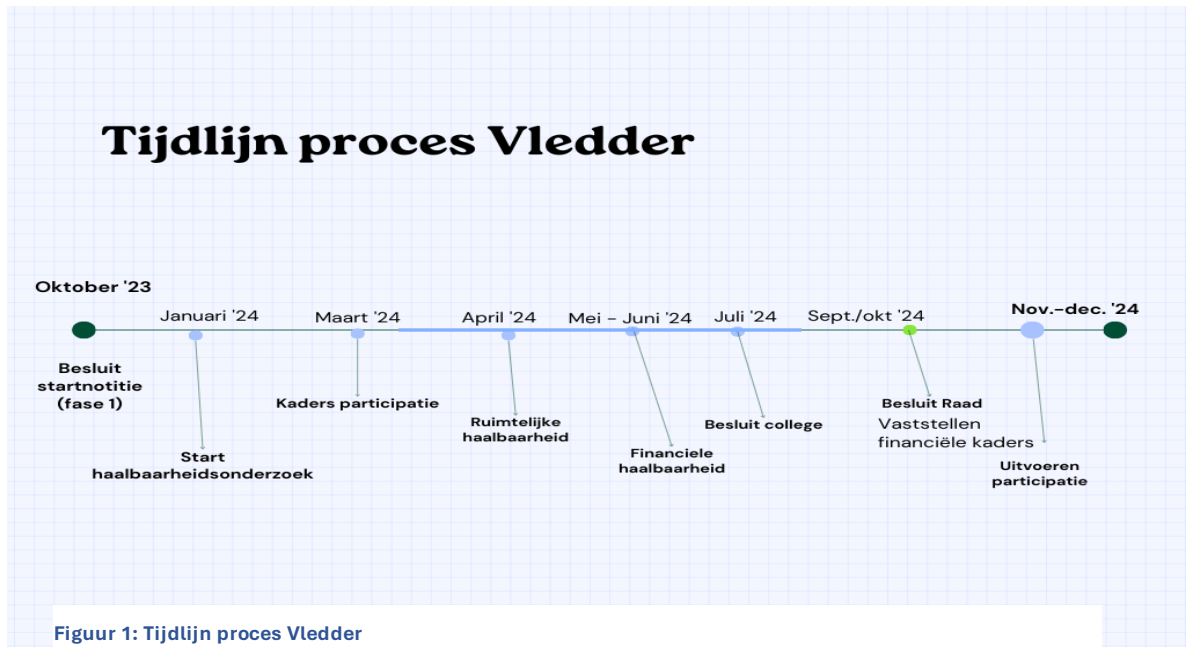 Tijdlijn proces Vledder
Oktober '23
Januari '24
Maart '24
April '24
Mei – Juni '24
Juli '24
Sept./okt '24
Nov.-dec. '24
Besluit
startnotitie
(fase 1)
Start
haalbaarheidsonderzoek
Kaders participatie
Ruimtelijke
haalbaarheid
Financiele
haalbaarheid
Besluit college
Besluit Raad
Vaststellen
financiële kaders
Uitvoeren
participatie
Figuur 1: Tijdlijn proces Vledder